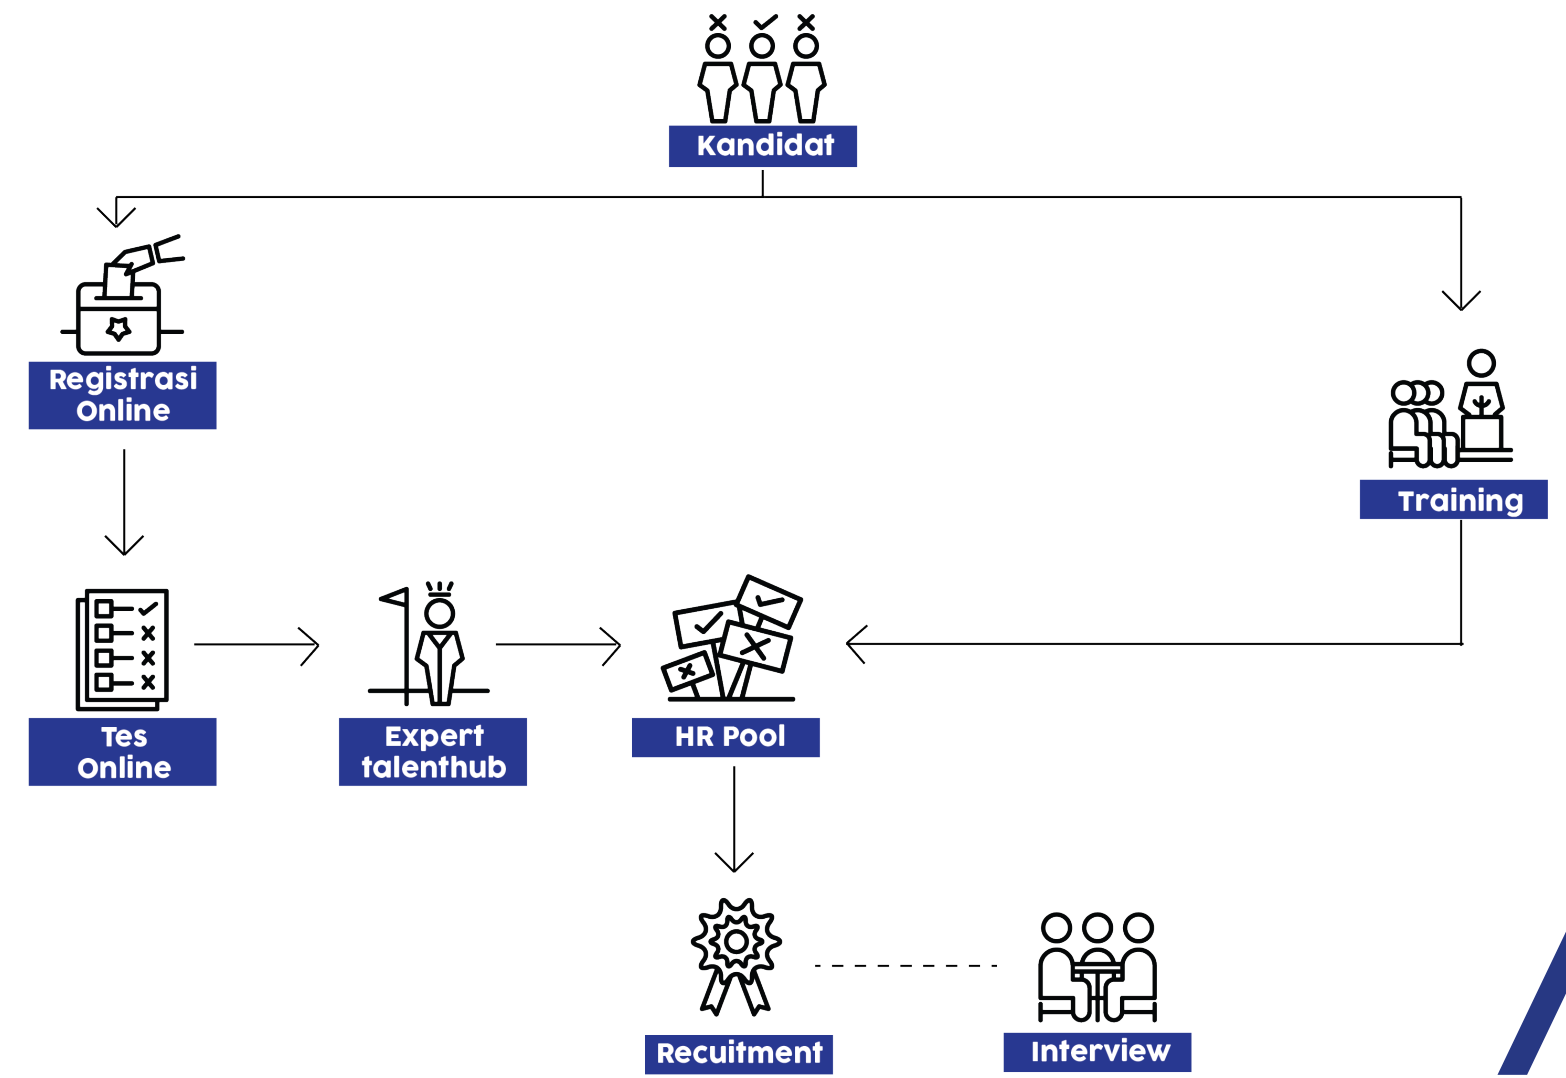 Kandidat
Registrasi
Online
Training
Tes
Online
Expert
talenthub
HR Pool
Recuitment
Interview